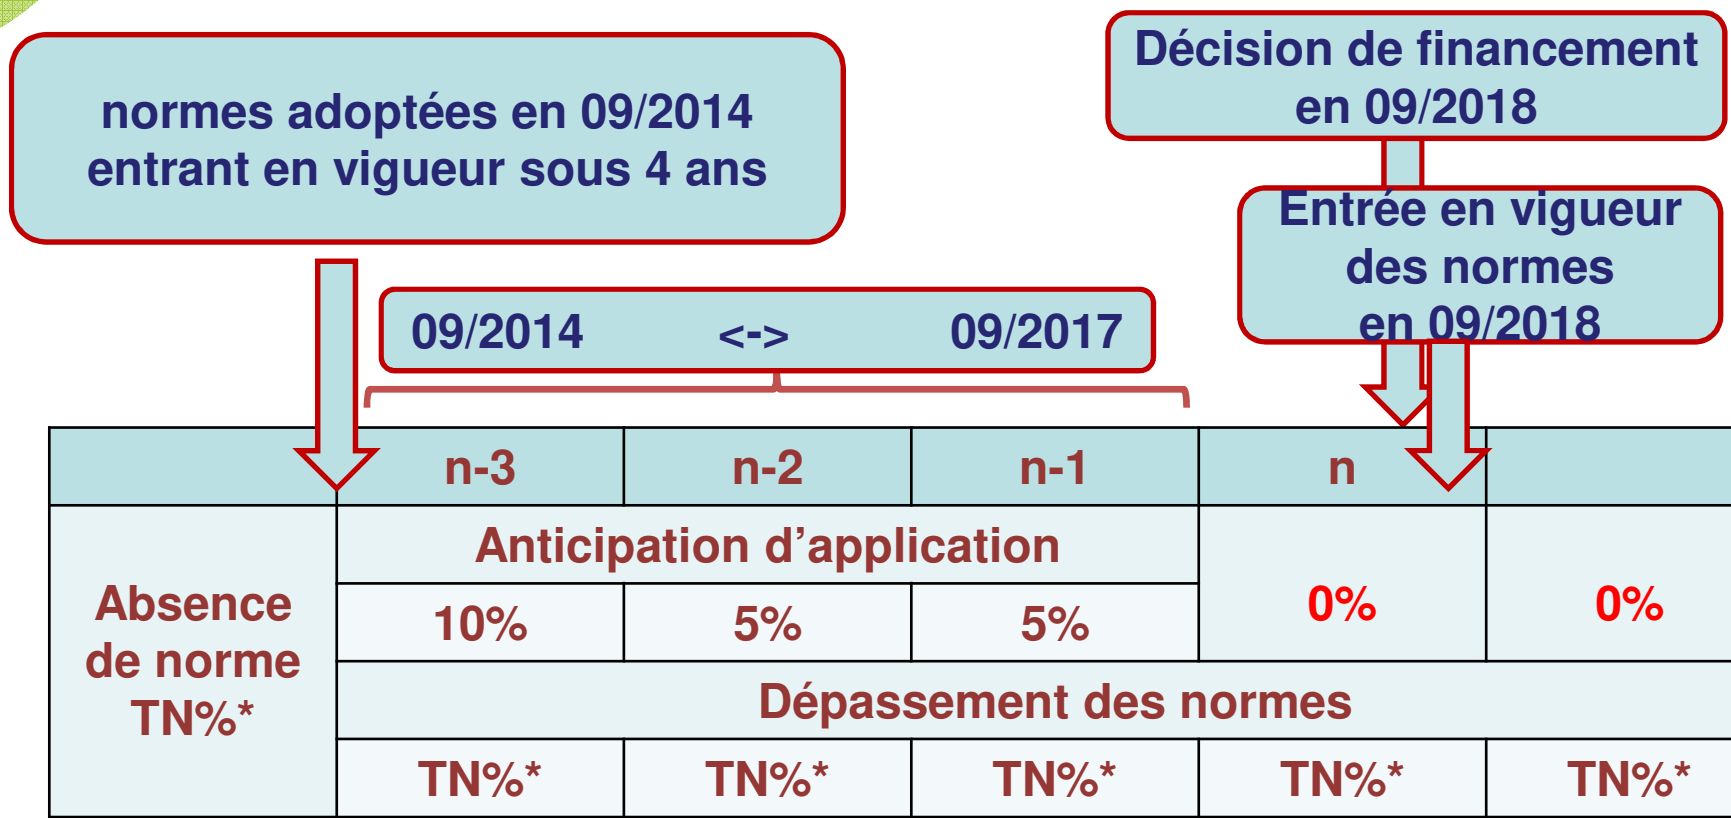 normes adoptées en 09/2014
entrant en vigueur sous 4 ans
Décision de financement
en 09/2018
Entrée en vigueur
des normes
en 09/2018
09/2014 <-> 09/2017
n-3 n-2 n-1 n
Absence
de norme
TN%*
Anticipation d’application
10% 5% 5% 0% 0%
Dépassement des normes
TN%* TN%* TN%* TN%* TN%*